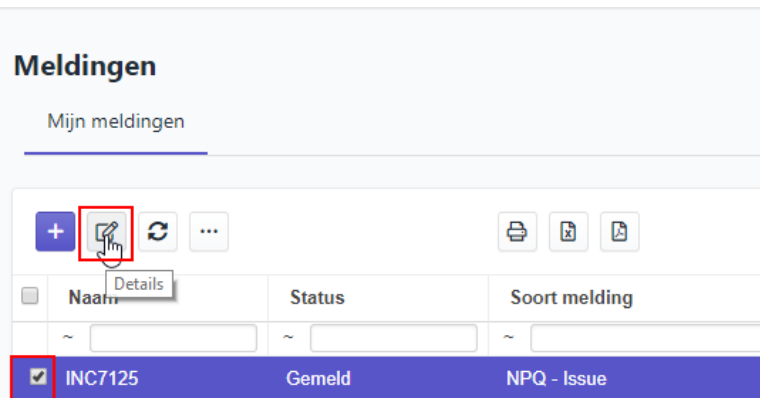 Meldingen
Mijn meldingen
Details
Naam Status Soort melding
~ ~ ~
INC7125 Gemeld NPQ - Issue